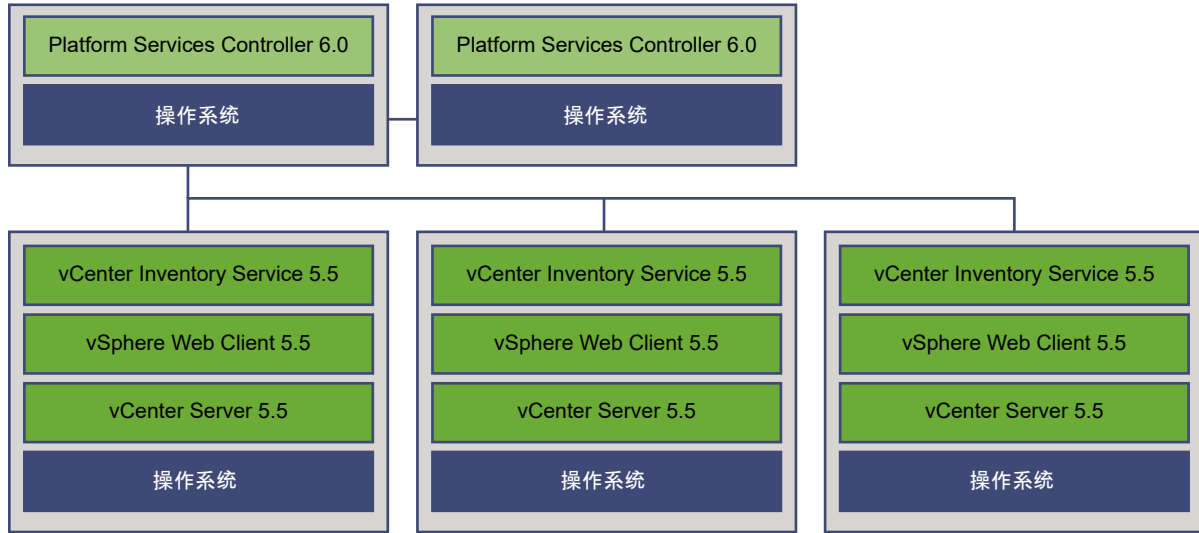 Platform Services Controller 6.0
操作系统
Platform Services Controller 6.0
操作系统
vCenter Inventory Service 5.5
vSphere Web Client 5.5
vCenter Server 5.5
操作系统
vCenter Inventory Service 5.5
vSphere Web Client 5.5
vCenter Server 5.5
操作系统
vCenter Inventory Service 5.5
vSphere Web Client 5.5
vCenter Server 5.5
操作系统